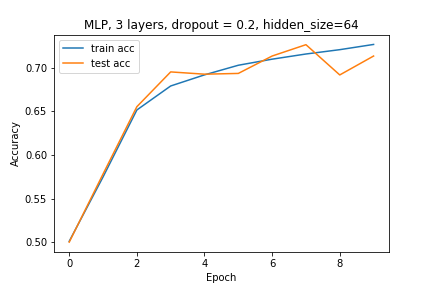 MLP, 3 layers, dropout = 0.2, hidden_size=64
train acc
test acc
0.70
0.65
0.60
0.55
0.50
Accuracy
0 2 4 6 8
Epoch